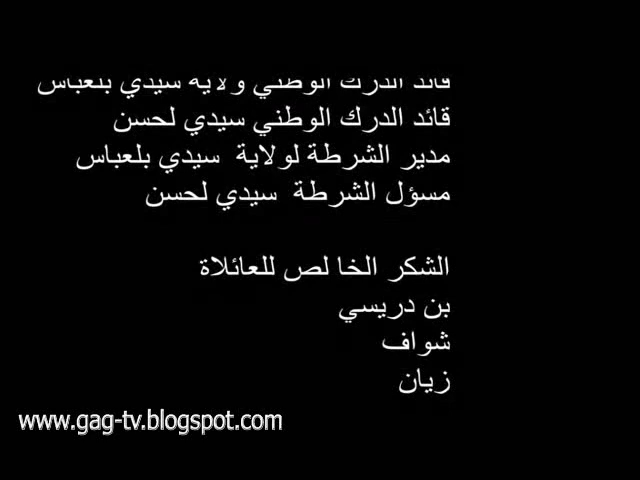 قائد الدرك الوطني ولاية سيدي بلعباس
قائد الدرك الوطني سيدي لحسن
مدير الشرطة لولاية سيدي بلعباس
مسؤل الشرطة سيدي لحسن
الشكر الخا لص للعائلاة
بن دريسي
شواف
زيان
www.gag-tv.blogspot.com